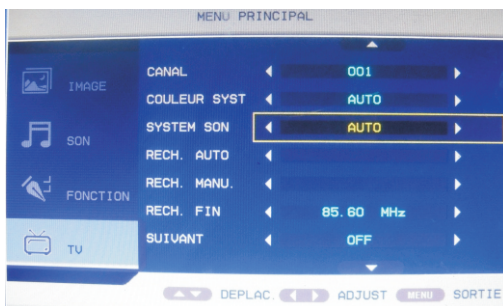 MENU PRINCIPAL
IMAGE
SON
FONCTION
TV
CANAL 001
COULEUR SYST AUTO
SYSTEM SON AUTO
RECH. AUTO
RECH. MANU.
RECH. FIN 85.60 MHz
SUIVANT OFF
DEPLAC. ADJUST MENU SORTIE